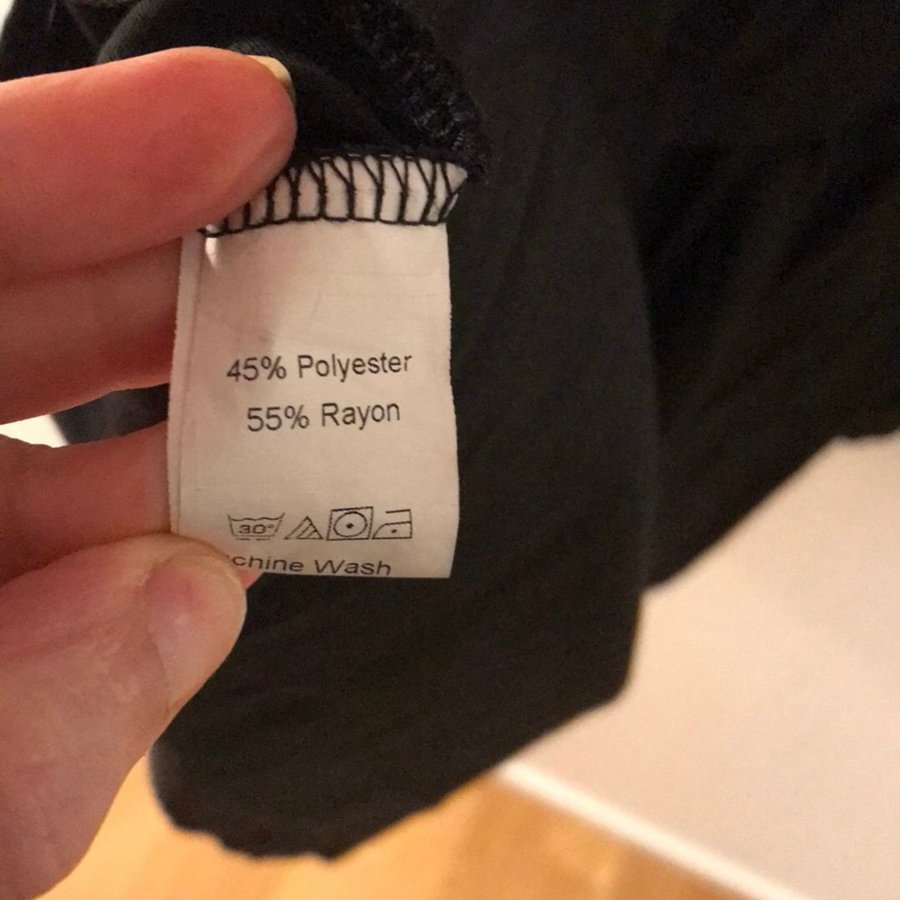 45% Polyester
55% Rayon
30°
chine Wash